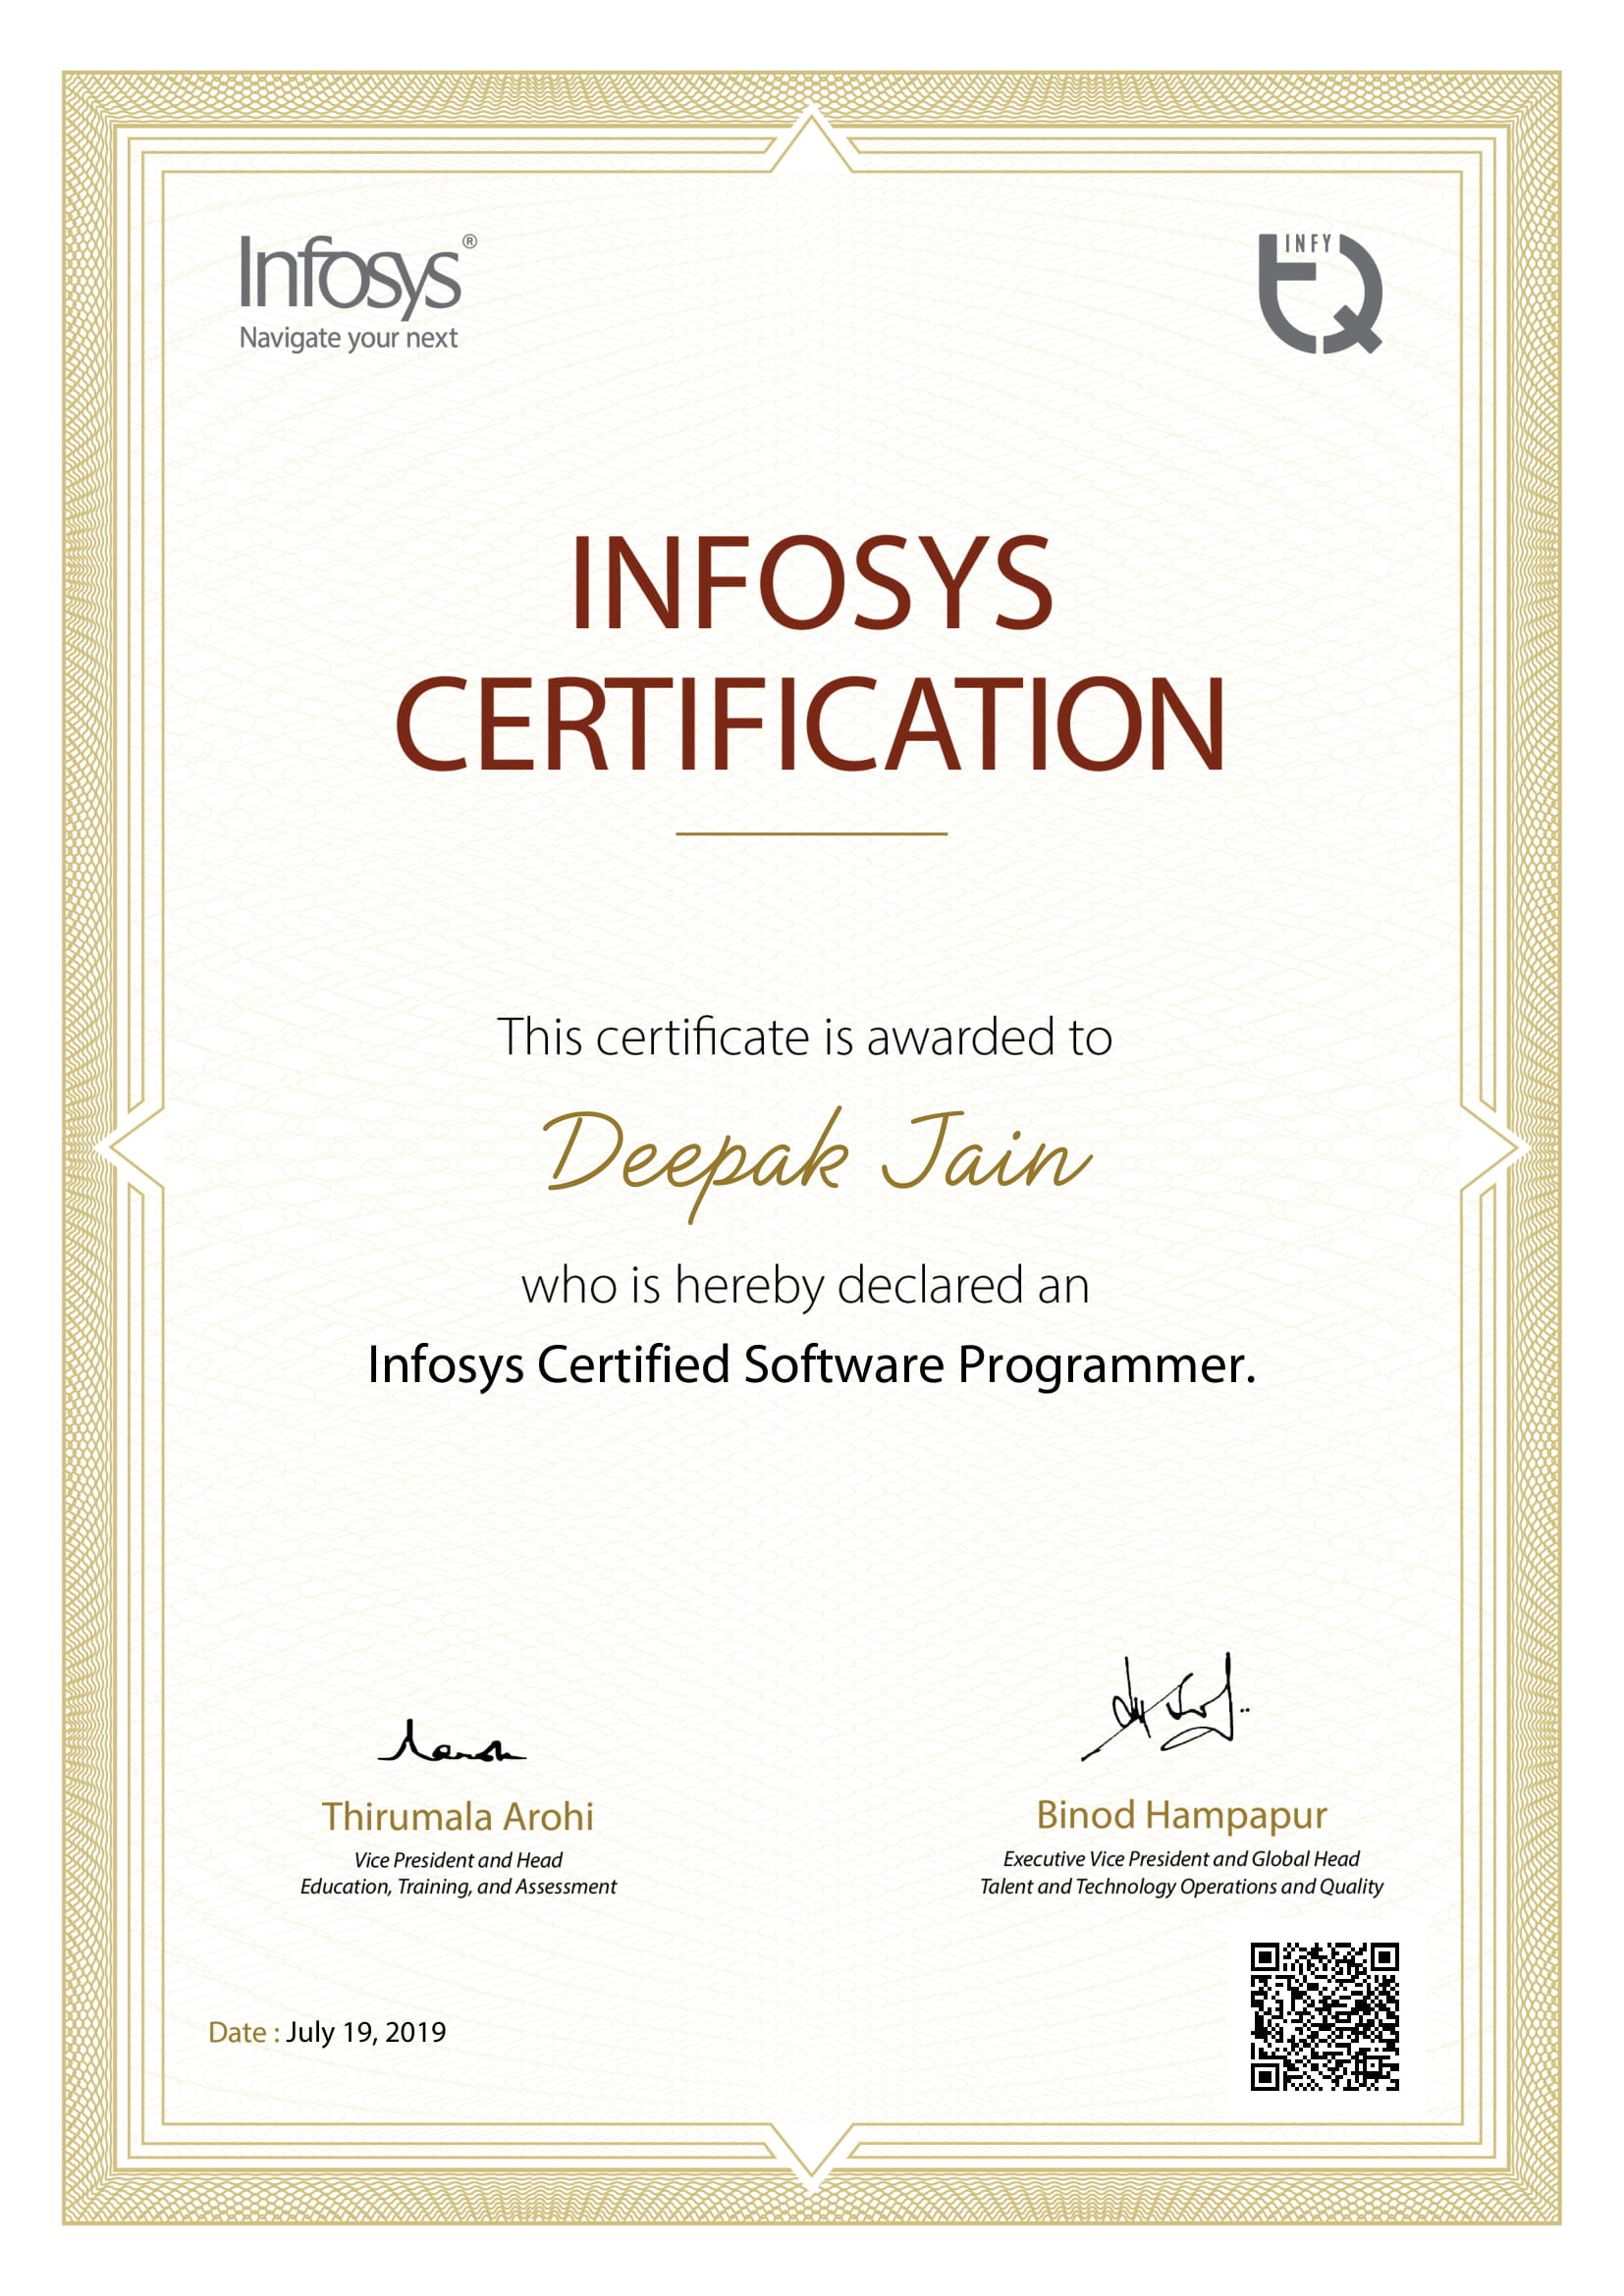 Infosys®
Navigate your next
INFY
TQ
INFOSYS
CERTIFICATION
This certificate is awarded to
Deepak Jain
who is hereby declared an
Infosys Certified Software Programmer.
Thirumala Arohi
Vice President and Head
Education, Training, and Assessment
Binod Hampapur
Executive Vice President and Global Head
Talent and Technology Operations and Quality
Date : July 19, 2019